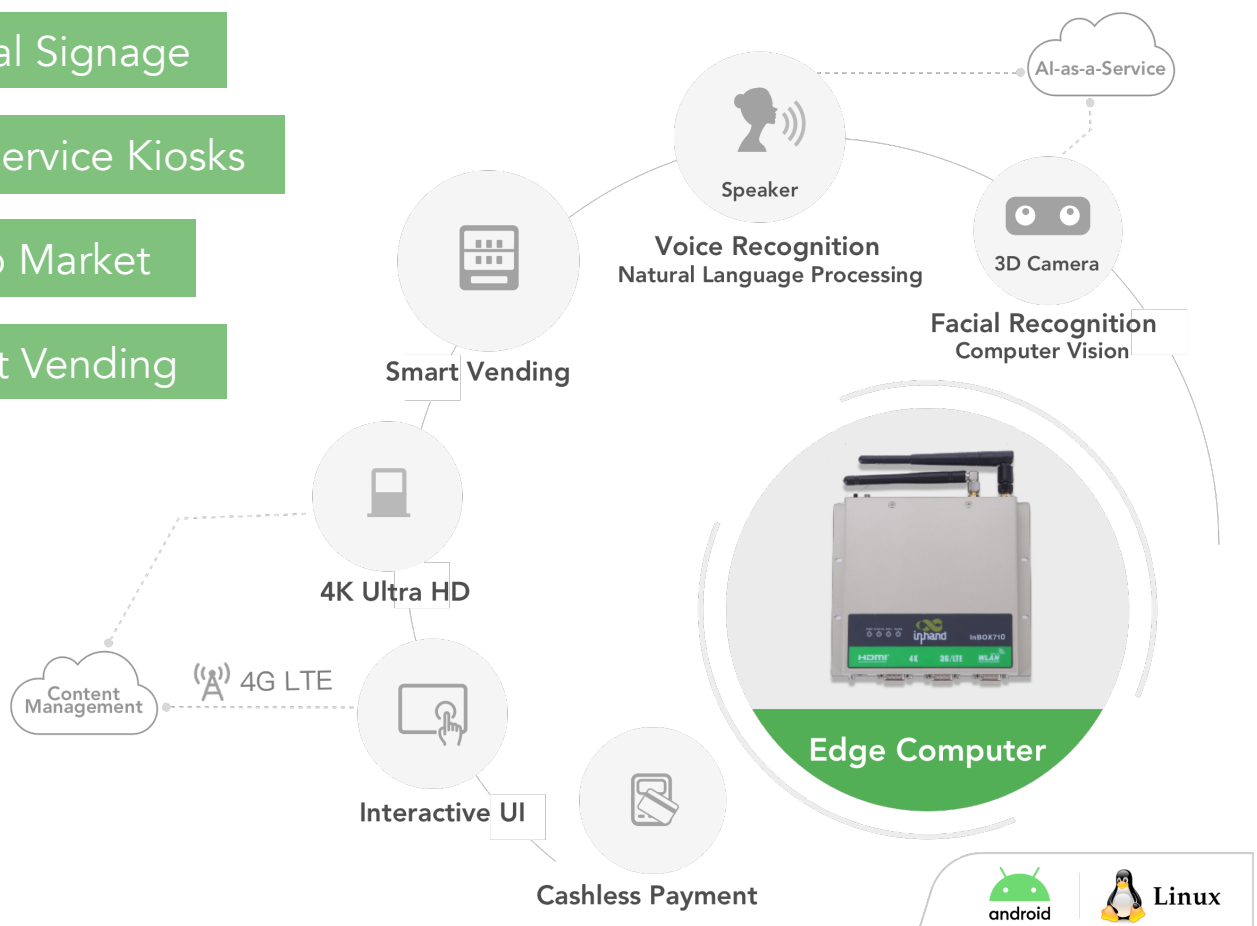 al Signage
ervice Kiosks
o Market
t Vending
AI-as-a-Service
Speaker
Voice Recognition
Natural Language Processing
3D Camera
Facial Recognition
Computer Vision
Smart Vending
4K Ultra HD
Content
Management
4G LTE
Interactive UI
Cashless Payment
inhand
InBOX710
HDMI 4K 3G/LTE WLAN
Edge Computer
android
Linux